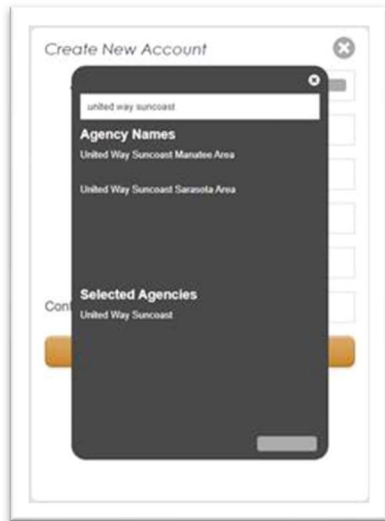 Create New Account
united way suncoast
Agency Names
United Way Suncoast Manatee Area
United Way Suncoast Sarasota Area
Selected Agencies
United Way Suncoast
Cont